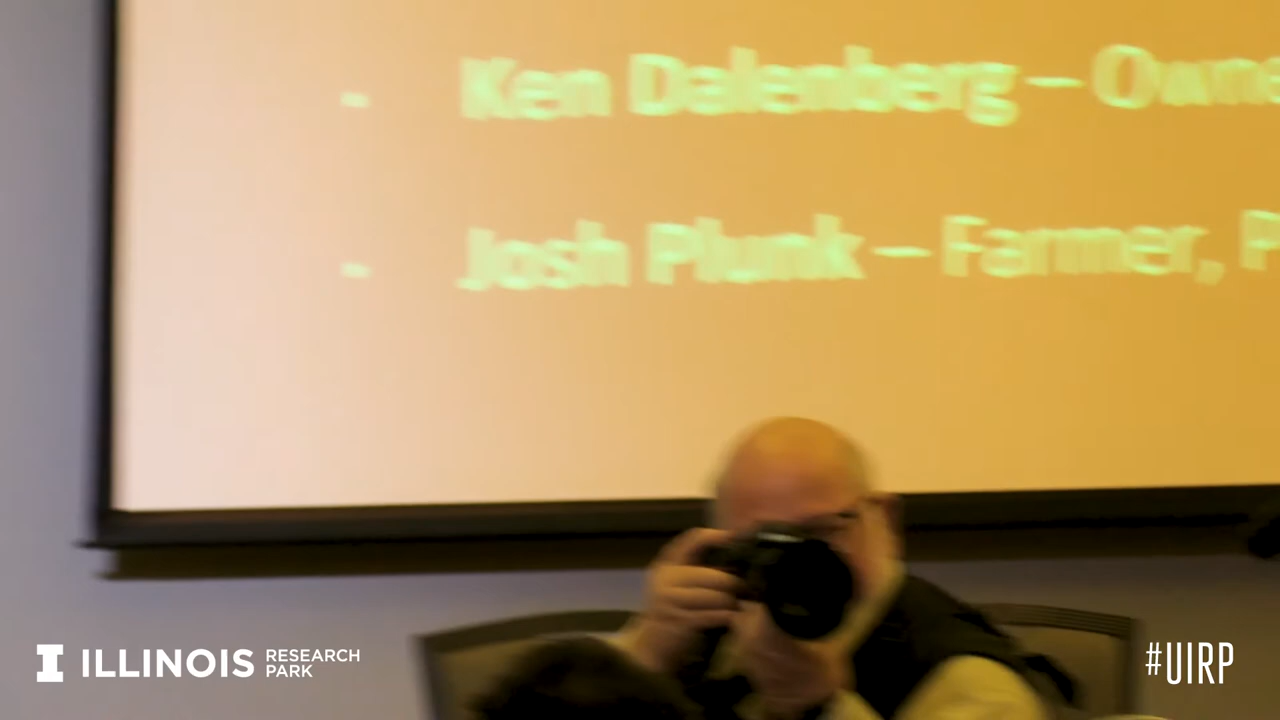 - Ken Dalenberg – Owne
- Josh Plunk – Farmer, P
ILLINOIS RESEARCH PARK
#UIRP